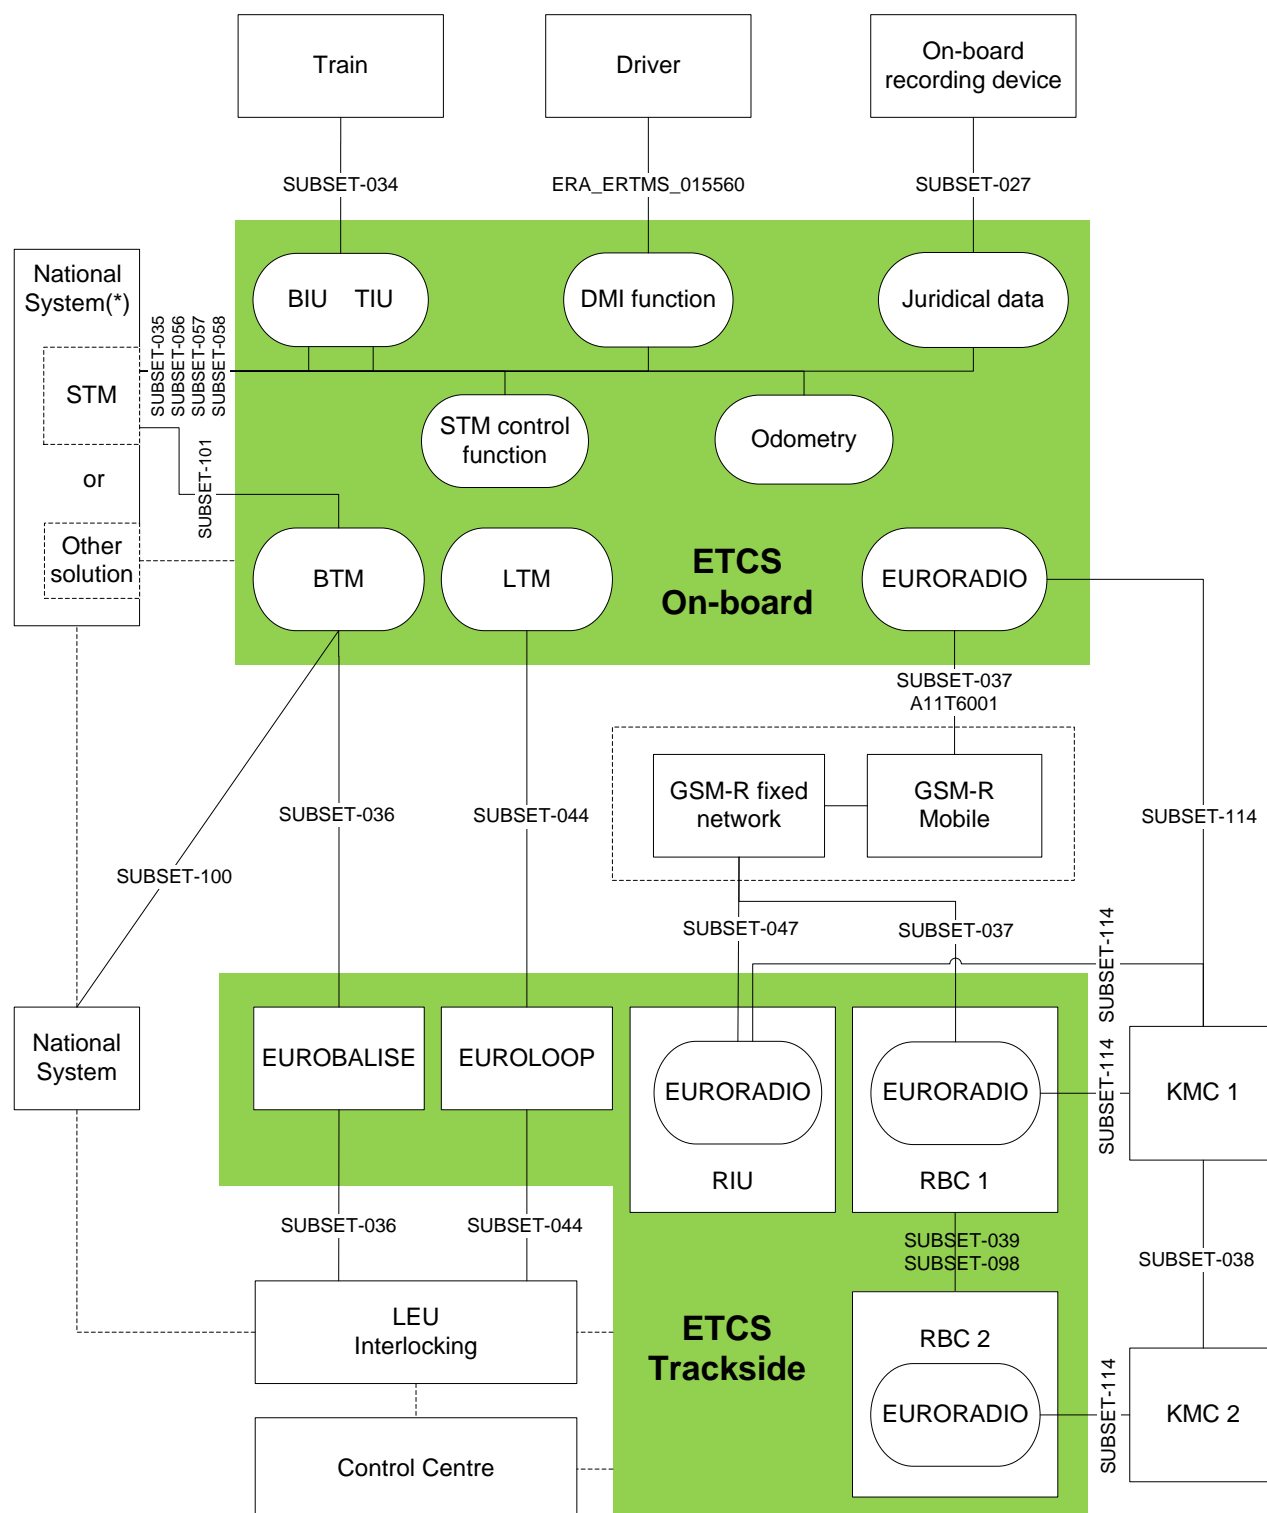 Train
Driver
On-board
recording device
SUBSET-034
ERA_ERTMS_015560
SUBSET-027
National
System(*)
STM
or
Other
solution
SUBSET-035
SUBSET-056
SUBSET-057
SUBSET-058
SUBSET-101
BIU TIU
DMI function
Juridical data
STM control
function
Odometry
BTM
LTM
ETCS
On-board
EURORADIO
SUBSET-037
A11T6001
GSM-R fixed
network
GSM-R
Mobile
SUBSET-036
SUBSET-044
SUBSET-114
SUBSET-100
SUBSET-047
SUBSET-037
SUBSET-114
National
System
EUROBALISE
EUROLOOP
EURORADIO
RIU
EURORADIO
RBC 1
SUBSET-114
KMC 1
SUBSET-036
SUBSET-044
SUBSET-039
SUBSET-098
SUBSET-038
LEU
Interlocking
ETCS
Trackside
RBC 2
EURORADIO
SUBSET-114
KMC 2
Control Centre